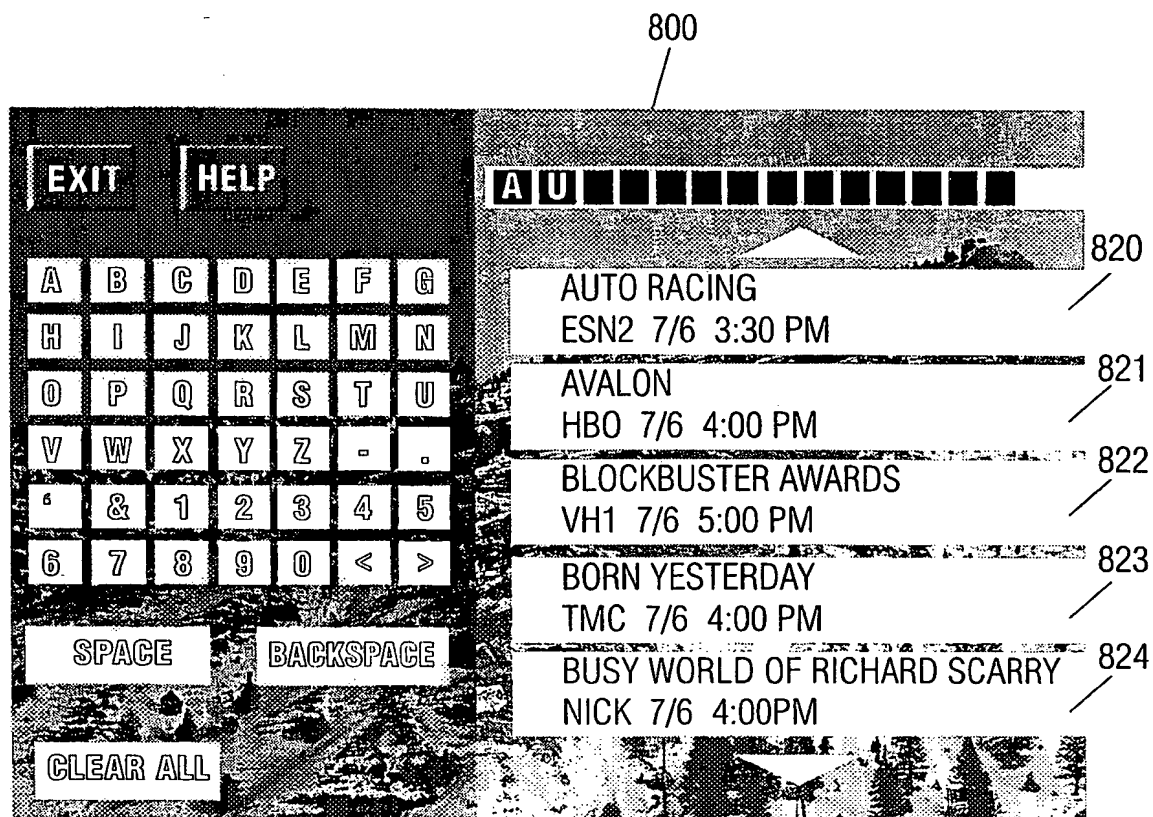 800
EXIT HELP
A U
A B C D E F G
H I J K L M N
O P Q R S T U
V W X Y Z - .
‘ & 1 2 3 4 5
6 7 8 9 0 < >
SPACE BACKSPACE
CLEAR ALL
820
AUTO RACING
ESN2 7/6 3:30 PM
821
AVALON
HBO 7/6 4:00 PM
822
BLOCKBUSTER AWARDS
VH1 7/6 5:00 PM
823
BORN YESTERDAY
TMC 7/6 4:00 PM
824
BUSY WORLD OF RICHARD SCARRY
NICK 7/6 4:00PM